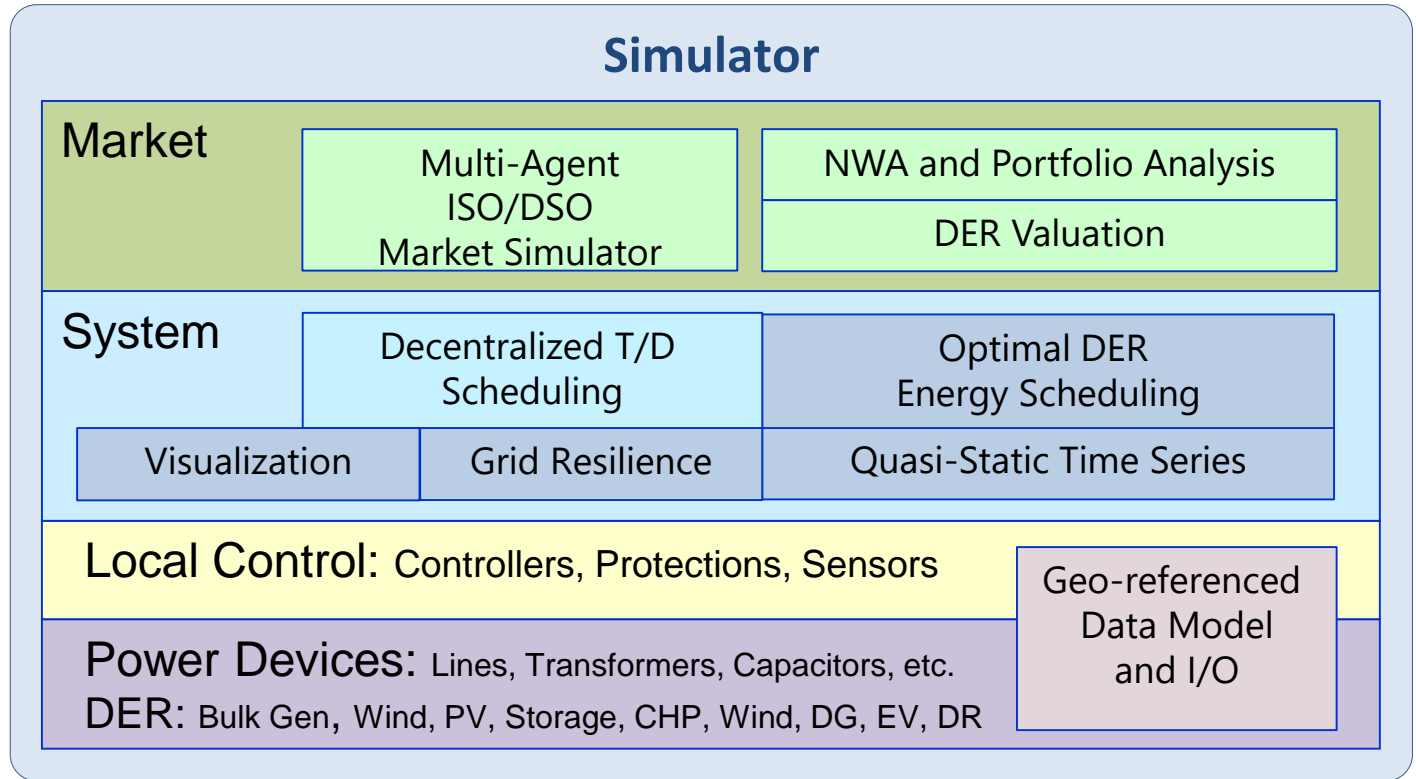 Simulator
Market
Multi-Agent
ISO/DSO
Market Simulator
NWA and Portfolio Analysis
DER Valuation
System
Decentralized T/D
Scheduling
Optimal DER
Energy Scheduling
Visualization
Grid Resilience
Quasi-Static Time Series
Local Control: Controllers, Protections, Sensors
Geo-referenced
Data Model
and I/O
Power Devices: Lines, Transformers, Capacitors, etc.
DER: Bulk Gen, Wind, PV, Storage, CHP, Wind, DG, EV, DR